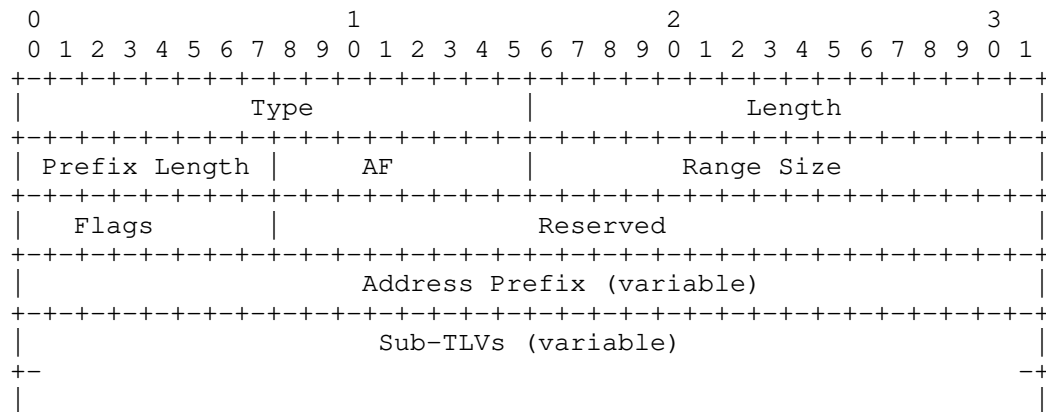 0                   1                   2                   3
 0 1 2 3 4 5 6 7 8 9 0 1 2 3 4 5 6 7 8 9 0 1 2 3 4 5 6 7 8 9 0 1
+-+-+-+-+-+-+-+-+-+-+-+-+-+-+-+-+-+-+-+-+-+-+-+-+-+-+-+-+-+-+-+-+
|              Type             |             Length            |
+-+-+-+-+-+-+-+-+-+-+-+-+-+-+-+-+-+-+-+-+-+-+-+-+-+-+-+-+-+-+-+-+
| Prefix Length |     AF        |         Range Size            |
+-+-+-+-+-+-+-+-+-+-+-+-+-+-+-+-+-+-+-+-+-+-+-+-+-+-+-+-+-+-+-+-+
|   Flags       |                Reserved                       |
+-+-+-+-+-+-+-+-+-+-+-+-+-+-+-+-+-+-+-+-+-+-+-+-+-+-+-+-+-+-+-+-+
|                     Address Prefix (variable)                 |
+-+-+-+-+-+-+-+-+-+-+-+-+-+-+-+-+-+-+-+-+-+-+-+-+-+-+-+-+-+-+-+-+
|                      Sub-TLVs (variable)                      |
+-                                                             -+
|                                                               |